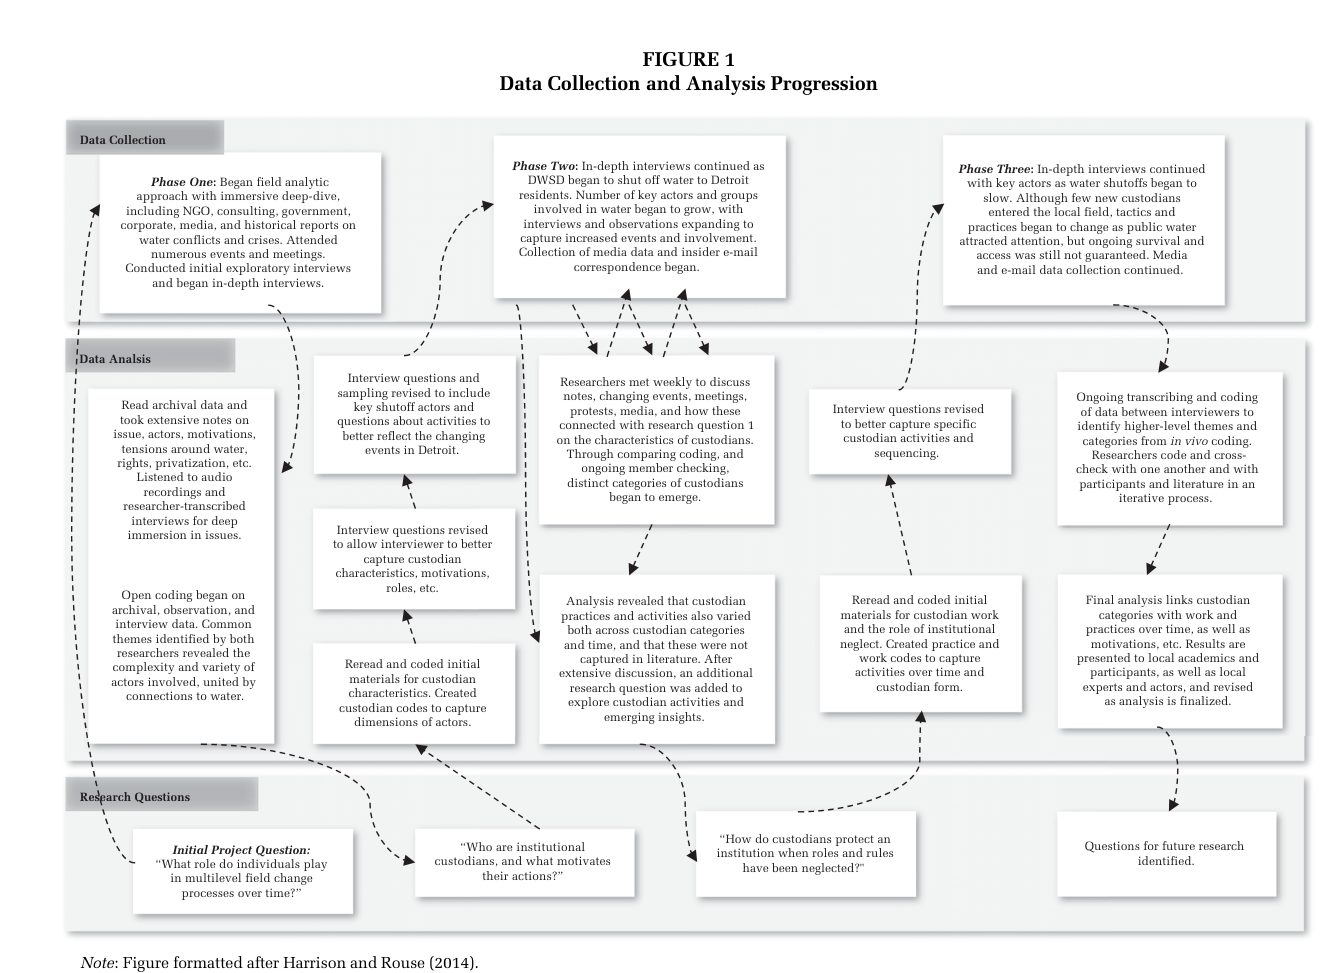 FIGURE 1
Data Collection and Analysis Progression
Data Collection
Phase One: Began field analytic
approach with immersive deep-dive,
including NGO, consulting, government,
corporate, media, and historical reports on
water conflicts and crises. Attended
numerous events and meetings.
Conducted initial exploratory interviews
and began in-depth interviews.
Phase Two: In-depth interviews continued as
DWSD began to shut off water to Detroit
residents. Number of key actors and groups
involved in water began to grow, with
interviews and observations expanding to
capture increased events and involvement.
Collection of media data and insider e-mail
correspondence began.
Phase Three: In-depth interviews continued
with key actors as water shutoffs began to
slow. Although few new custodians
entered the local field, tactics and
practices began to change as public water
attracted attention, but ongoing survival and
access was still not guaranteed. Media
and e-mail data collection continued.
Data Analsis
Read archival data and
took extensive notes on
issue, actors, motivations,
tensions around water,
rights, privatization, etc.
Listened to audio
recordings and
researcher-transcribed
interviews for deep
immersion in issues.
Open coding began on
archival, observation, and
interview data. Common
themes identified by both
researchers revealed the
complexity and variety of
actors involved, united by
connections to water.
Interview questions and
sampling revised to include
key shutoff actors and
questions about activities to
better reflect the changing
events in Detroit.
Interview questions revised
to allow interviewer to better
capture custodian
characteristics, motivations,
roles, etc.
Reread and coded initial
materials for custodian
characteristics. Created
custodian codes to capture
dimensions of actors.
Researchers met weekly to discuss
notes, changing events, meetings,
protests, media, and how these
connected with research question 1
on the characteristics of custodians.
Through comparing coding, and
ongoing member checking,
distinct categories of custodians
began to emerge.
Analysis revealed that custodian
practices and activities also varied
both across custodian categories
and time, and that these were not
captured in literature. After
extensive discussion, an additional
research question was added to
explore custodian activities and
emerging insights.
Interview questions revised
to better capture specific
custodian activities and
sequencing.
Reread and coded initial
materials for custodian work
and the role of institutional
neglect. Created practice and
work codes to capture
activities over time and
custodian form.
Ongoing transcribing and coding
of data between interviewers to
identify higher-level themes and
categories from in vivo coding.
Researchers code and cross-
check with one another and with
participants and literature in an
iterative process.
Final analysis links custodian
categories with work and
practices over time, as well as
motivations, etc. Results are
presented to local academics and
participants, as well as local
experts and actors, and revised
as analysis is finalized.
Research Questions
Initial Project Question:
“What role do individuals play
in multilevel field change
processes over time?”
“Who are institutional
custodians, and what motivates
their actions?”
“How do custodians protect an
institution when roles and rules
have been neglected?"
Questions for future research
identified.
Note: Figure formatted after Harrison and Rouse (2014).